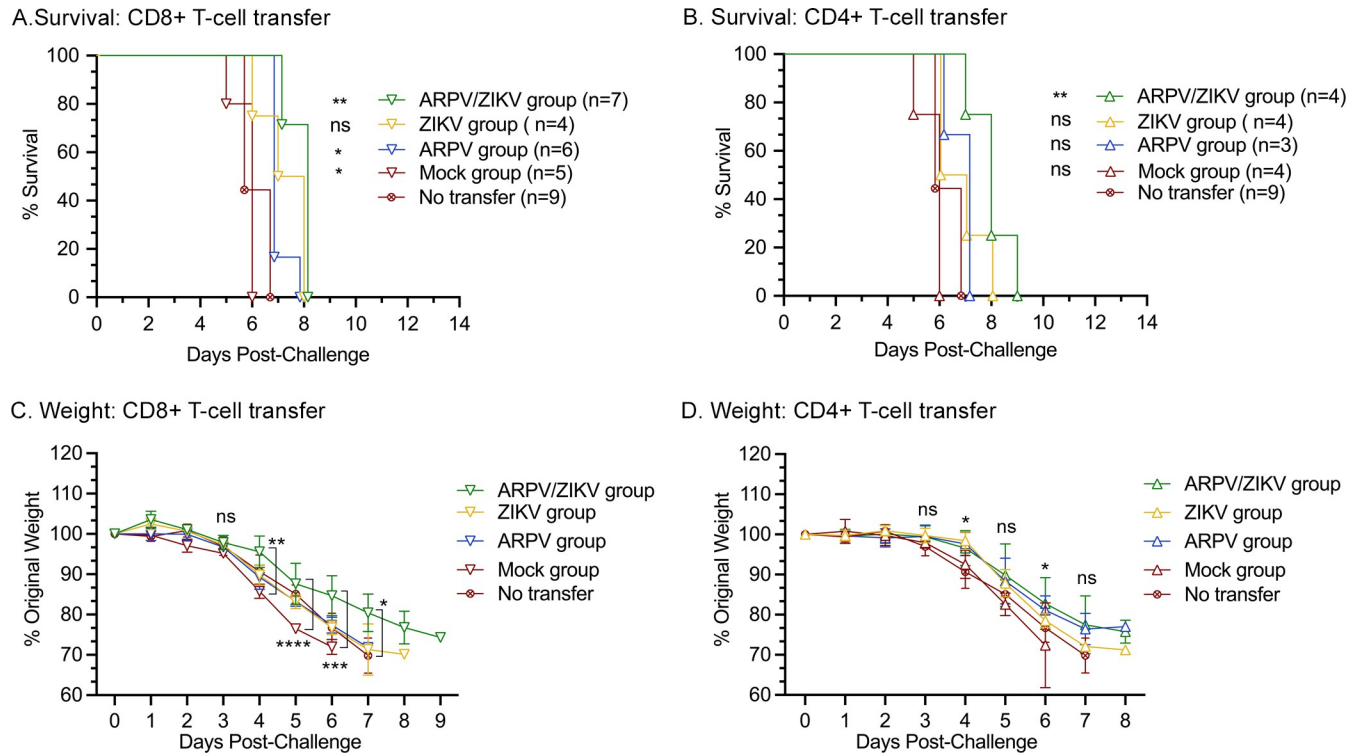 A.Survival: CD8+ T-cell transfer
100
80
60
40
20
0
% Survival
0 2 4 6 8 10 12 14
Days Post-Challenge
** ARPV/ZIKV group (n=7)
ns ZIKV group ( n=4)
* ARPV group (n=6)
* Mock group (n=5)
No transfer (n=9)
B. Survival: CD4+ T-cell transfer
100
80
60
40
20
0
% Survival
0 2 4 6 8 10 12 14
Days Post-Challenge
** ARPV/ZIKV group (n=4)
ns ZIKV group ( n=4)
ns ARPV group (n=3)
ns Mock group (n=4)
No transfer (n=9)
C. Weight: CD8+ T-cell transfer
120
110
100
90
80
70
60
% Original Weight
ns
**
****
***
*
0 1 2 3 4 5 6 7 8 9
Days Post-Challenge
ARPV/ZIKV group
ZIKV group
ARPV group
Mock group
No transfer
D. Weight: CD4+ T-cell transfer
120
110
100
90
80
70
60
% Original Weight
ns
*
ns
*
ns
0 1 2 3 4 5 6 7 8
Days Post-Challenge
ARPV/ZIKV group
ZIKV group
ARPV group
Mock group
No transfer